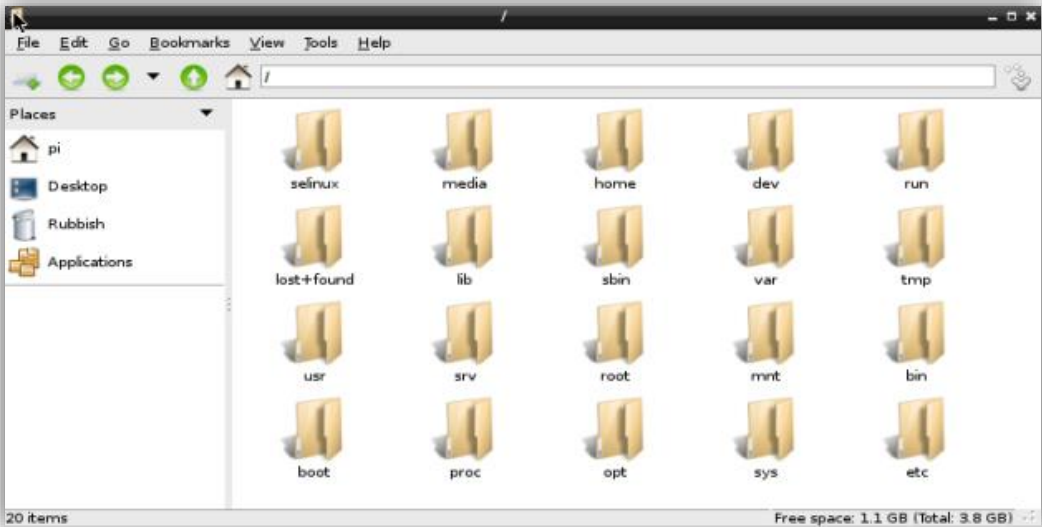 /
File Edit Go Bookmarks View Tools Help
/
Places
pi
Desktop
Rubbish
Applications
selinux media home dev run
lost+found lib sbin var tmp
usr srv root mnt bin
boot proc opt sys etc
20 items Free space: 1.1 GB (Total: 3.8 GB)